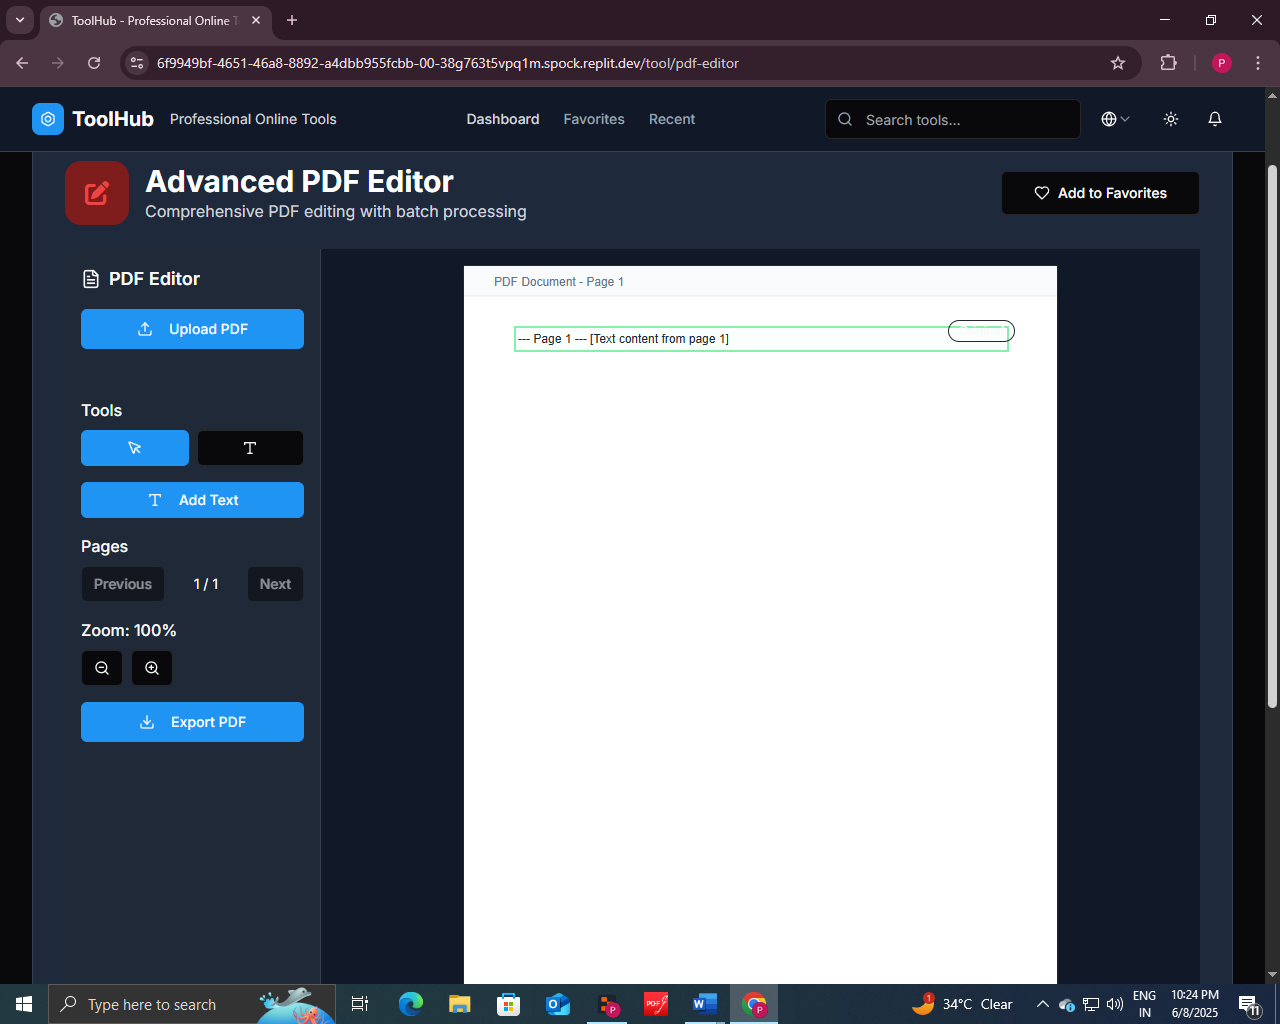 ToolHub - Professional Online T
6f9949bf-4651-46a8-8892-a4dbb955fcbb-00-38g763t5vpq1m.spock.replit.dev/tool/pdf-editor
P
ToolHub Professional Online Tools
Dashboard Favorites Recent
Search tools...
Advanced PDF Editor
Comprehensive PDF editing with batch processing
Add to Favorites
PDF Editor
Upload PDF
Tools
T
T Add Text
Pages
Previous 1 / 1 Next
Zoom: 100%
Export PDF
PDF Document - Page 1
--- Page 1 --- [Text content from page 1]
Type here to search
P
PDF
W
P
1
34°C Clear
ENG
IN
10:24 PM
6/8/2025
11